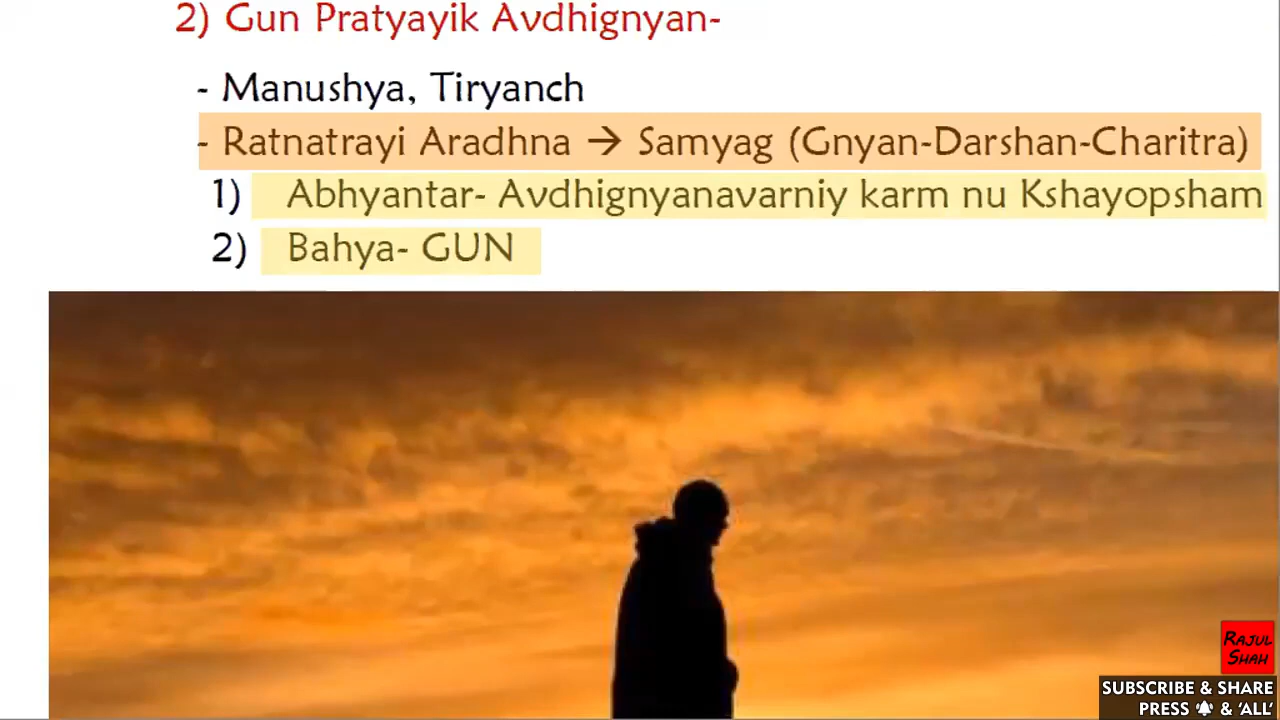 2) Gun Pratyayik Avdhignyan-
- Manushya, Tiryanch
- Ratnatrayi Aradhna → Samyag (Gnyan-Darshan-Charitra)
1) Abhyantar- Avdhignyanavarniy karm nu Kshayopsham
2) Bahya- GUN
RAJUL
SHAH
SUBSCRIBE & SHARE
PRESS 🔔 & 'ALL'